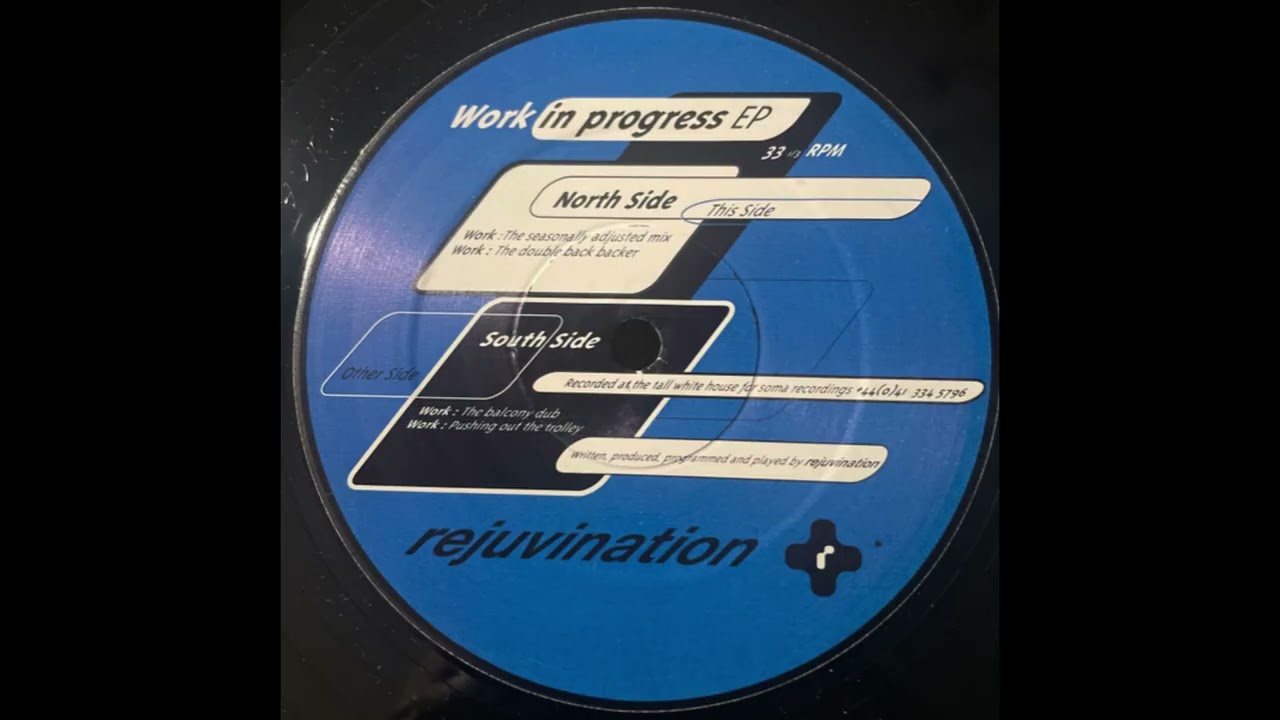 Work in progress EP
33 1/3 RPM
North Side
This Side
Work : The seasonally adjusted mix
Work : The double back backer
South Side
Other Side
Recorded at the tall white house for soma recordings +44(0)41 334 5796
Work : The balcony dub
Work : Pushing out the trolley
Written, produced, programmed and played by rejuvination
rejuvination
r